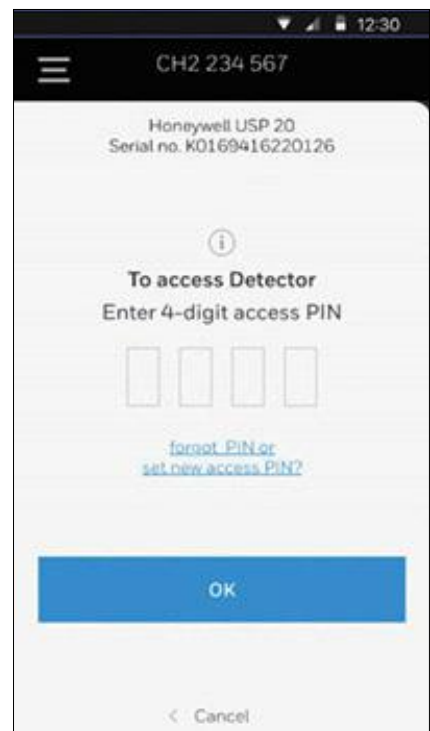 12:30
CH2 234 567
Honeywell USP 20
Serial no. K0169416220126
To access Detector
Enter 4-digit access PIN
forgot PIN or
set new access PIN?
OK
< Cancel